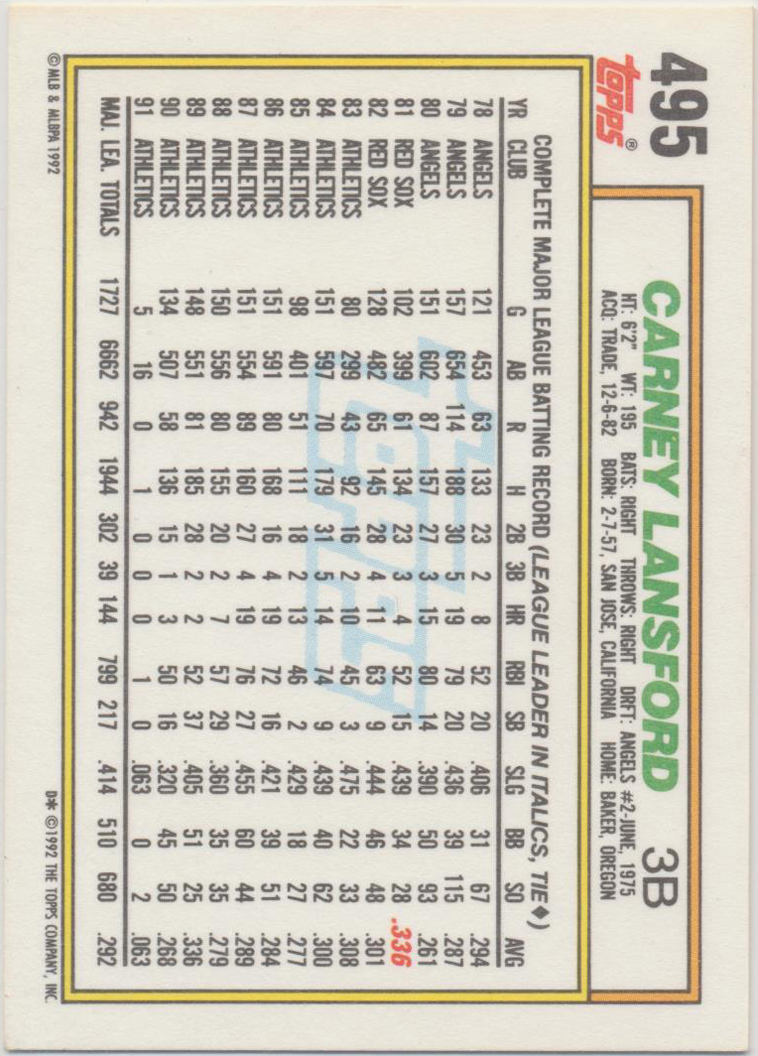 495
topps®
CARNEY LANSFORD 3B
HT: 6'2" WT: 195 BATS: RIGHT THROWS: RIGHT DRFT: ANGELS #2-JUNE, 1975
ACQ: TRADE, 12-6-82 BORN: 2-7-57, SAN JOSE, CALIFORNIA HOME: BAKER, OREGON
COMPLETE MAJOR LEAGUE BATTING RECORD (LEAGUE LEADER IN ITALICS, TIE♦)
YR CLUB G AB R H 2B 3B HR RBI SB SLG BB SO AVG
78 ANGELS 121 453 63 133 23 2 8 52 20 .406 31 67 .294
79 ANGELS 157 654 114 188 30 5 19 79 20 .436 39 115 .287
80 ANGELS 151 602 87 157 27 3 15 80 14 .390 50 93 .261
81 RED SOX 102 399 61 134 23 3 4 52 15 .439 34 28 .336
82 RED SOX 128 482 65 145 28 4 11 63 9 .444 46 48 .301
83 ATHLETICS 80 299 43 92 16 2 10 45 3 .475 22 33 .308
84 ATHLETICS 151 597 70 179 31 5 14 74 9 .439 40 62 .300
85 ATHLETICS 98 401 51 111 18 2 13 46 2 .429 18 27 .277
86 ATHLETICS 151 591 80 168 16 4 19 72 16 .421 39 51 .284
87 ATHLETICS 151 554 89 160 27 4 19 76 27 .455 60 44 .289
88 ATHLETICS 150 556 80 155 20 2 7 57 29 .360 35 35 .279
89 ATHLETICS 148 551 81 185 28 2 2 52 37 .405 51 25 .336
90 ATHLETICS 134 507 58 136 15 1 3 50 16 .320 45 50 .268
91 ATHLETICS 5 16 0 1 0 0 0 1 0 .063 0 2 .063
MAJ. LEA. TOTALS 1727 6662 942 1944 302 39 144 799 217 .414 510 680 .292
Topps
©MLB & MLBPA 1992
D* ©1992 THE TOPPS COMPANY, INC.